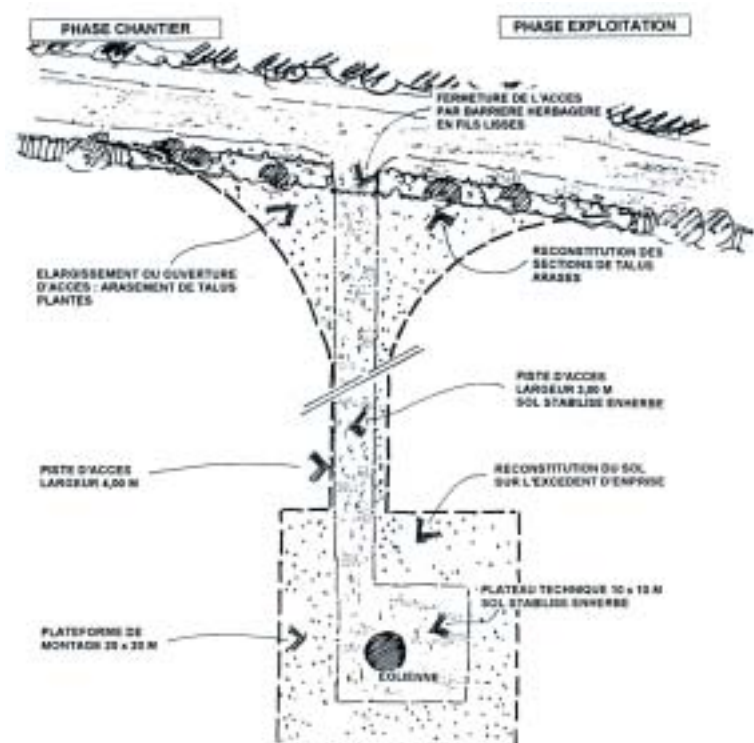 PHASE CHANTIER
PHASE EXPLOITATION
FERMETURE DE L'ACCES
PAR BARRIERE HERBAGERE
EN FILS LISSES
ELARGISSEMENT OU OUVERTURE
D'ACCES : ARASEMENT DE TALUS
PLANTES
RECONSTITUTION DES
SECTIONS DE TALUS
ARASES
PISTE D'ACCES
LARGEUR 3,00 M
SOL STABILISE ENHERBE
PISTE D'ACCES
LARGEUR 4,00 M
RECONSTITUTION DU SOL
SUR L'EXCEDENT D'EMPRISE
PLATEAU TECHNIQUE 10 x 10 M
SOL STABILISE ENHERBE
PLATEFORME DE
MONTAGE 20 x 20 M
EOLIENNE